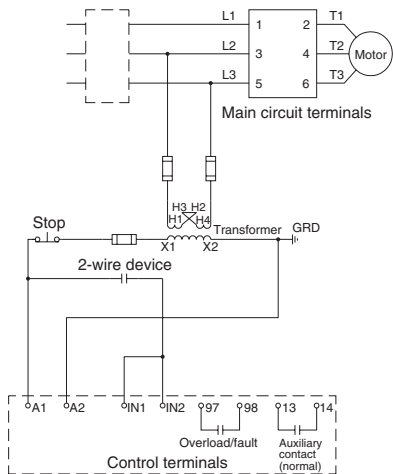 L1 1 2 T1
L2 3 4 T2 Motor
L3 5 6 T3
Main circuit terminals
H3 H2
H1 H4
Stop
Transformer GRD
X1 X2
2-wire device
A1 A2 IN1 IN2 97 98 13 14
Overload/fault
Auxiliary
contact
(normal)
Control terminals